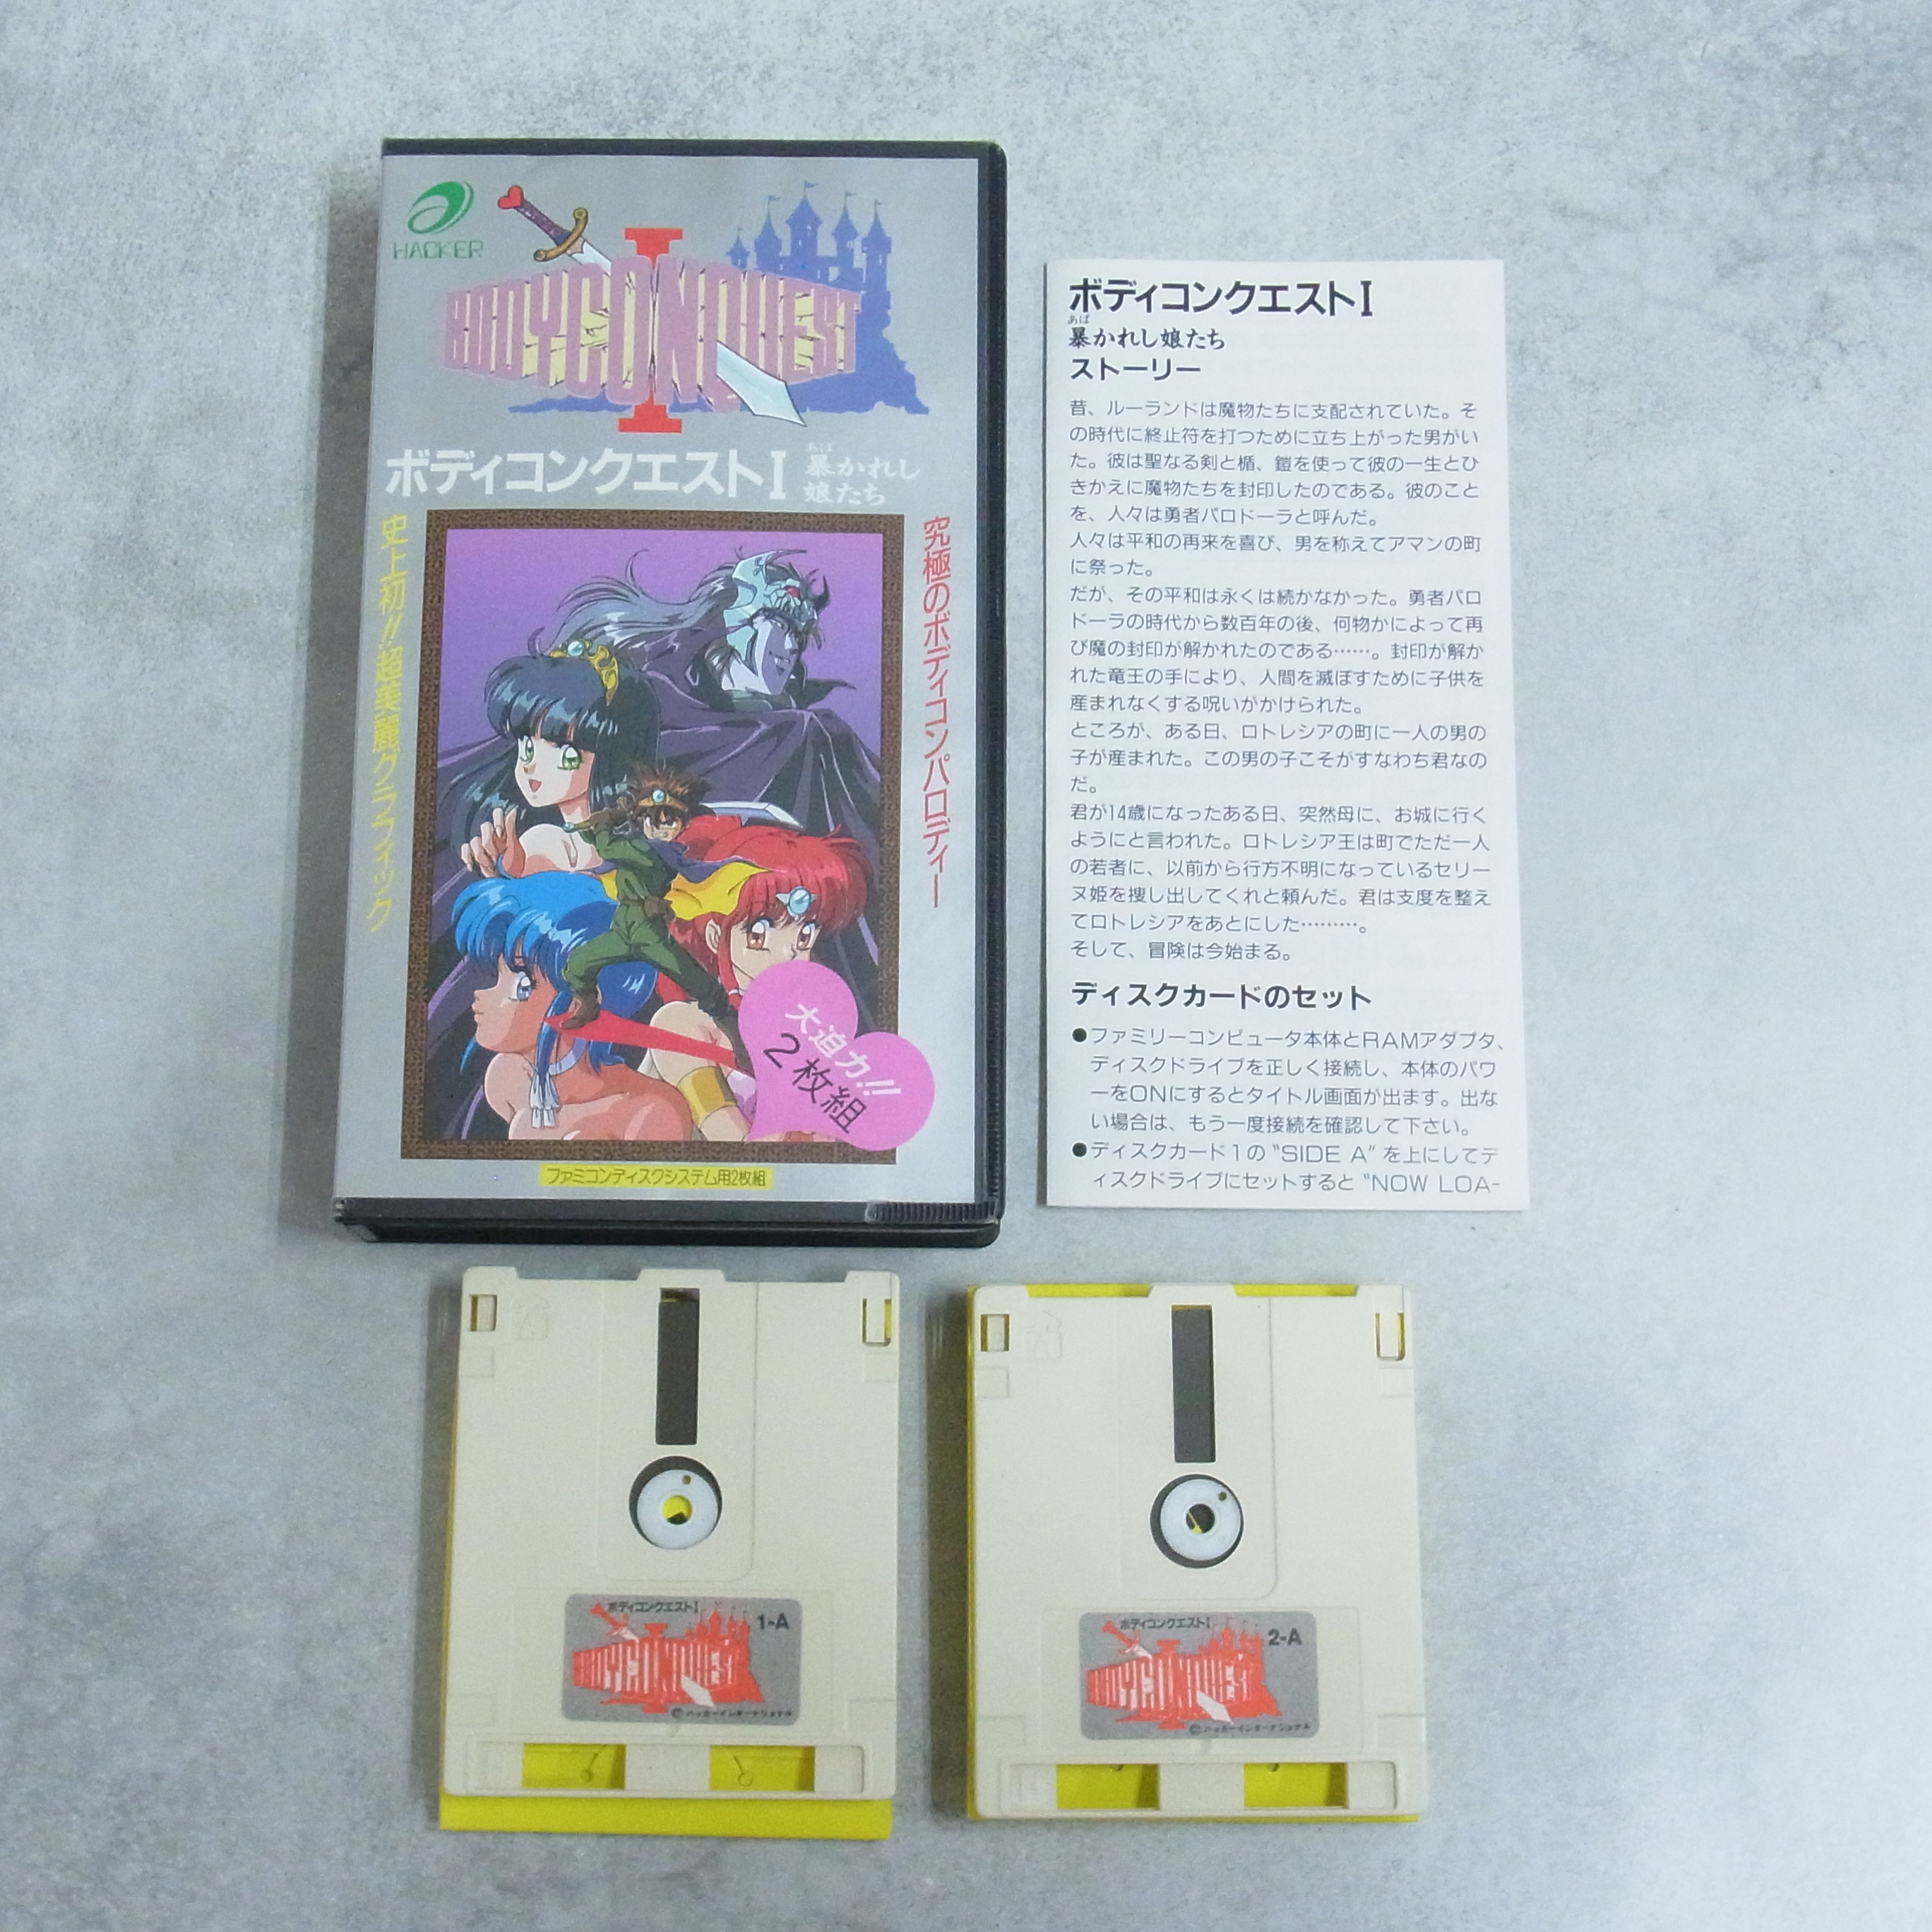 HACKER
I
BODYCONQUEST
ボディコンクエストI
あば
暴かれし
娘たち
史上初!!超美麗グラフィック
究極のボディコンパロディー
大迫力!!!
2枚組
ファミコンディスクシステム用2枚組
ボディコンクエストI
あば
暴かれし娘たち
ストーリー
昔、ルーランドは魔物たちに支配されていた。そ
の時代に終止符を打つために立ち上がった男がい
た。彼は聖なる剣と楯、鎧を使って彼の一生とひ
きかえに魔物たちを封印したのである。彼のこと
を、人々は勇者パロドーラと呼んだ。
人々は平和の再来を喜び、男を称えてアマンの町
に祭った。
だが、その平和は永くは続かなかった。勇者パロ
ドーラの時代から数百年の後、何物かによって再
び魔の封印が解かれたのである……。封印が解か
れた竜王の手により、人間を滅ぼすために子供を
産まれなくする呪いがかけられた。
ところが、ある日、ロトレシアの町に一人の男の
子が産まれた。この男の子こそがすなわち君なの
だ。
君が14歳になったある日、突然母に、お城に行く
ようにと言われた。ロトレシア王は町でただ一人
の若者に、以前から行方不明になっているセリー
ヌ姫を捜し出してくれと頼んだ。君は支度を整え
てロトレシアをあとにした………。
そして、冒険は今始まる。
ディスクカードのセット
●ファミリーコンピュータ本体とRAMアダプタ、
ディスクドライブを正しく接続し、本体のパワ
ーをONにするとタイトル画面が出ます。出な
い場合は、もう一度接続を確認して下さい。
●ディスクカード1の“SIDE A”を上にしてデ
ィスクドライブにセットすると“NOW LOA-
ボディコンクエストI
1-A
BODYCONQUEST
©ハッカーインターナショナル
ボディコンクエストI
2-A
BODYCONQUEST
©ハッカーインターナショナル